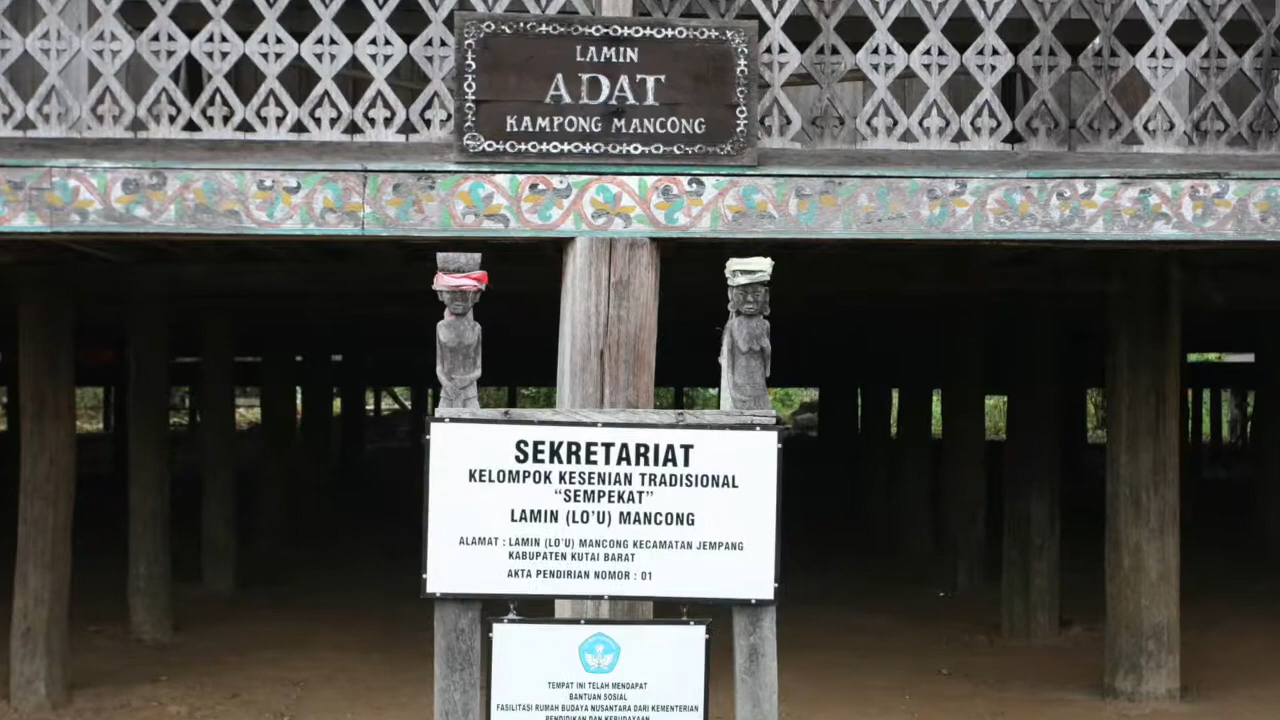 LAMIN
ADAT
KAMPONG MANCONG
SEKRETARIAT
KELOMPOK KESENIAN TRADISIONAL
"SEMPEKAT"
LAMIN (LO'U) MANCONG
ALAMAT : LAMIN (LO'U) MANCONG KECAMATAN JEMPANG
KABUPATEN KUTAI BARAT
AKTA PENDIRIAN NOMOR : 01
TEMPAT INI TELAH MENDAPAT
BANTUAN SOSIAL
FASILITASI RUMAH BUDAYA NUSANTARA DARI KEMENTERIAN
PENDIDIKAN DAN KEBUDAYAAN